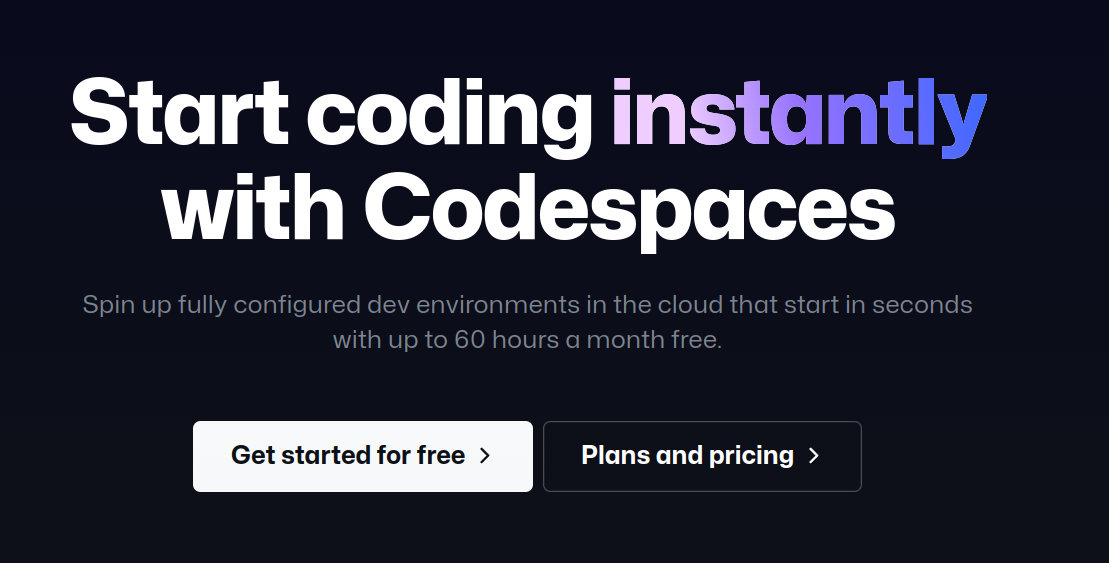 Start coding instantly
with Codespaces
Spin up fully configured dev environments in the cloud that start in seconds
with up to 60 hours a month free.
Get started for free
Plans and pricing